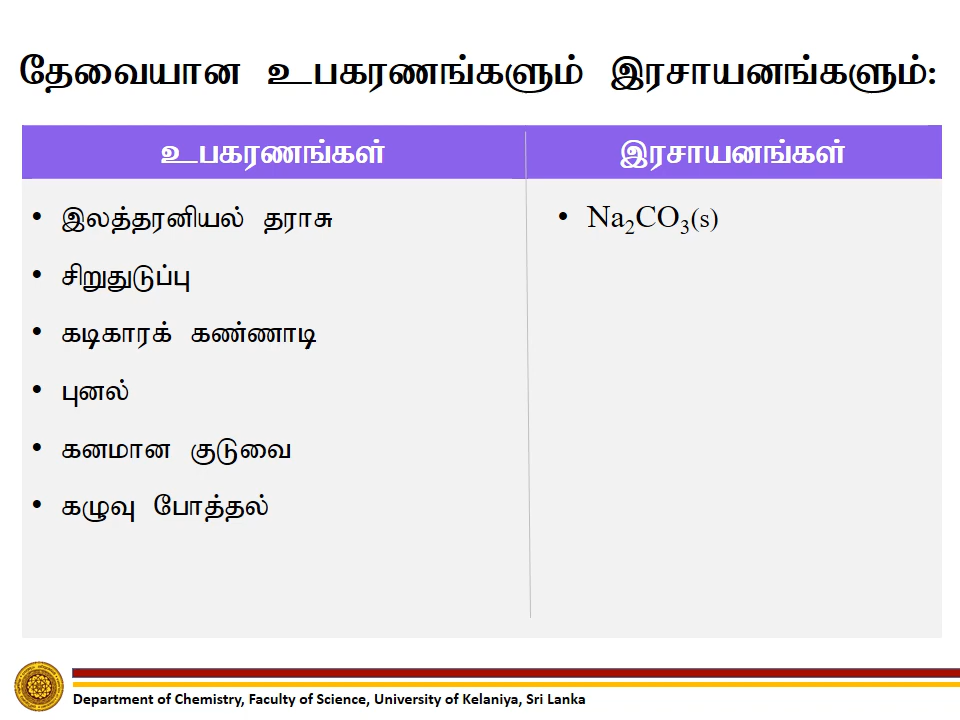 தேவையான உபகரணங்களும் இரசாயனங்களும்:
உபகரணங்கள்
இரசாயனங்கள்
• இலத்தரனியல் தராசு
• சிறுதுடுப்பு
• கடிகாரக் கண்ணாடி
• புனல்
• கனமான குடுவை
• கழுவு போத்தல்
• Na₂CO₃(s)
Department of Chemistry, Faculty of Science, University of Kelaniya, Sri Lanka